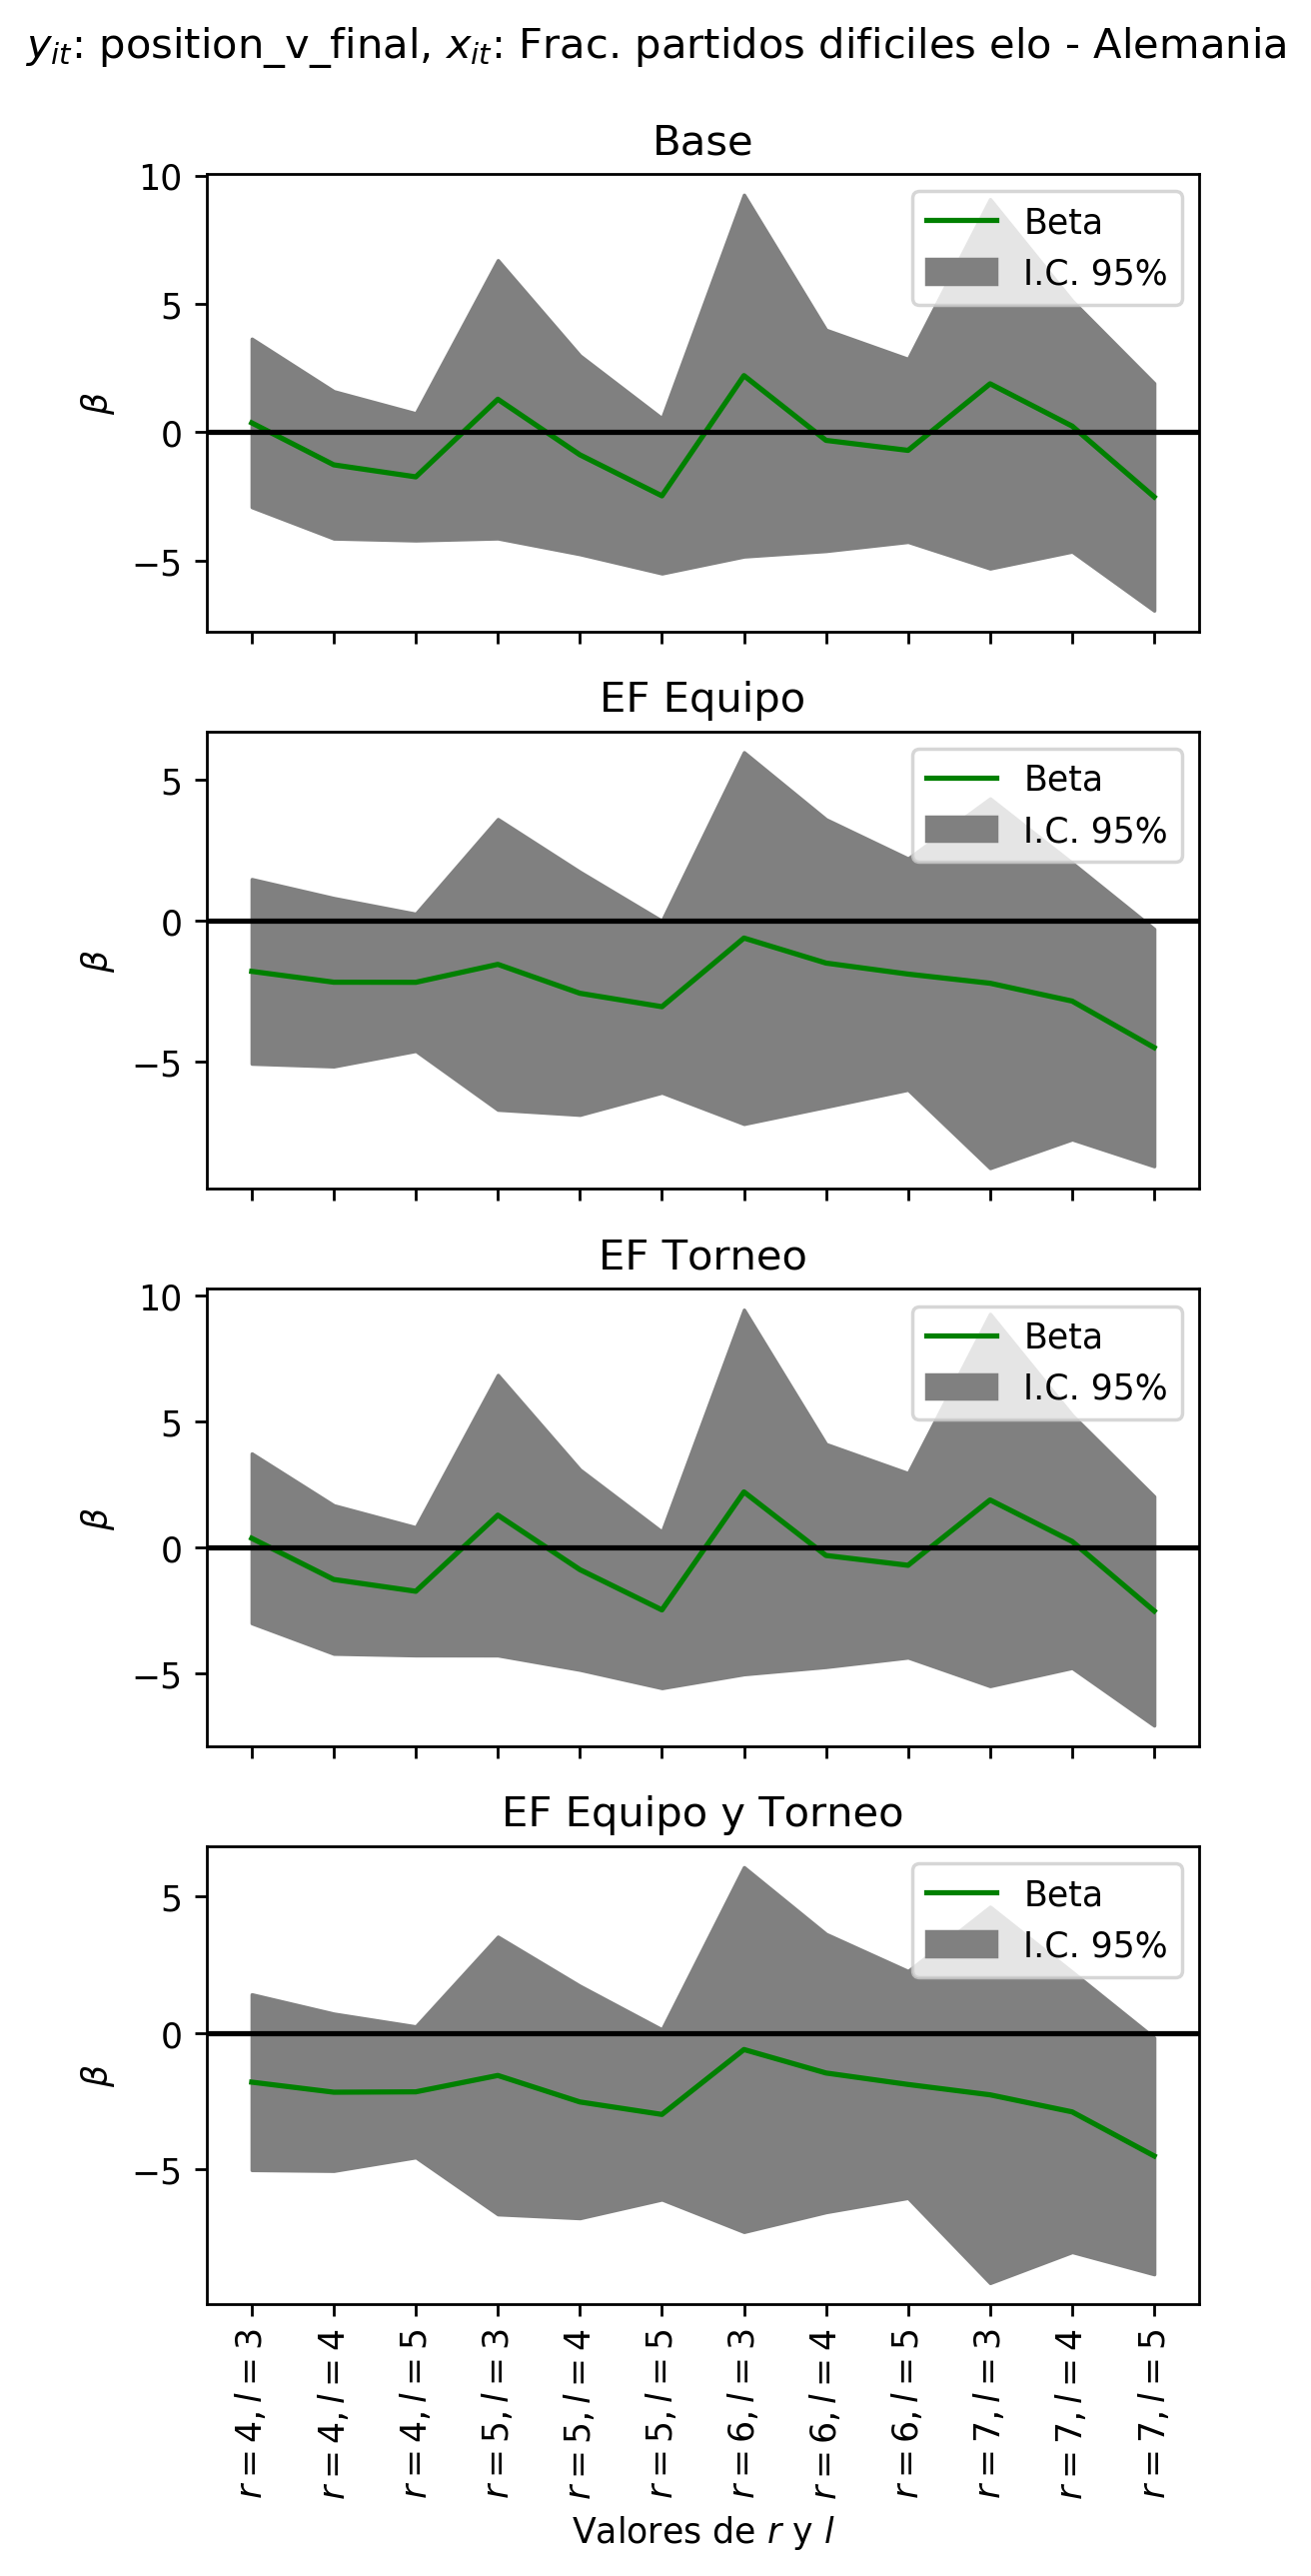 y_it: position_v_final, x_it: Frac. partidos dificiles elo - Alemania
Base
10
5
0
−5
β
Beta
I.C. 95%
EF Equipo
5
0
−5
β
Beta
I.C. 95%
EF Torneo
10
5
0
−5
β
Beta
I.C. 95%
EF Equipo y Torneo
5
0
−5
β
Beta
I.C. 95%
r = 4, l = 3
r = 4, l = 4
r = 4, l = 5
r = 5, l = 3
r = 5, l = 4
r = 5, l = 5
r = 6, l = 3
r = 6, l = 4
r = 6, l = 5
r = 7, l = 3
r = 7, l = 4
r = 7, l = 5
Valores de r y l